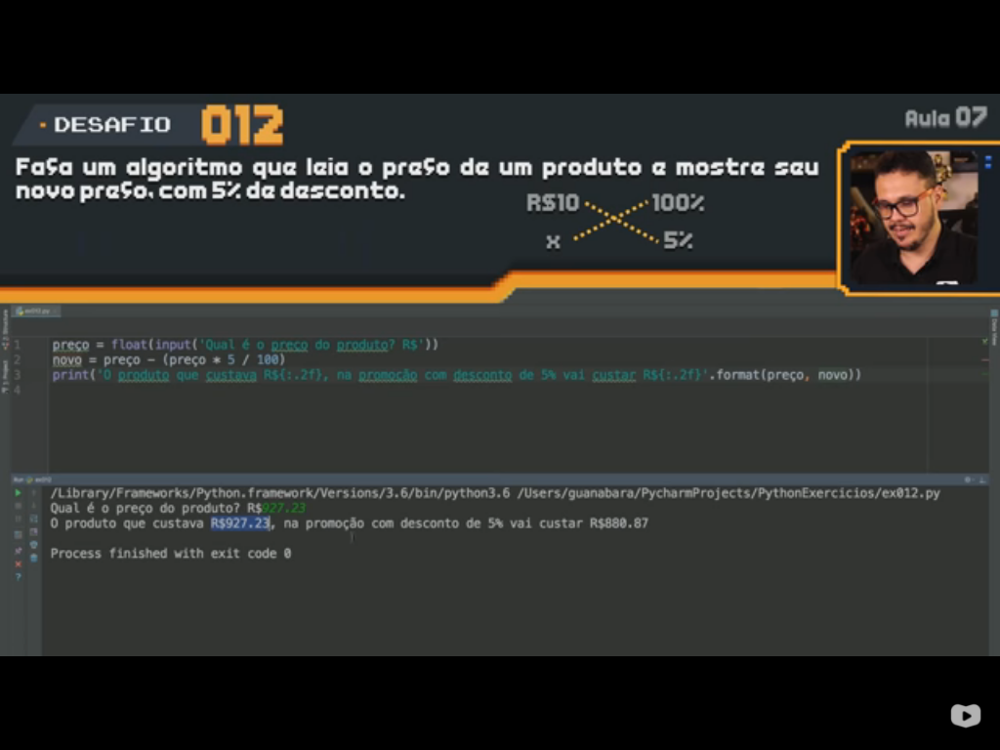 DESAFIO 012
Aula 07
Faça um algoritmo que leia o preço de um produto e mostre seu
novo preço, com 5% de desconto.
R$10 100%
x 5%
ex012.py
1 preço = float(input('Qual é o preço do produto? R$'))
2 novo = preço - (preço * 5 / 100)
3 print('O produto que custava R${:.2f}, na promoção com desconto de 5% vai custar R${:.2f}'.format(preço, novo))
4
Run ex012
/Library/Frameworks/Python.framework/Versions/3.6/bin/python3.6 /Users/guanabara/PycharmProjects/PythonExercicios/ex012.py
Qual é o preço do produto? R$927.23
O produto que custava R$927.23, na promoção com desconto de 5% vai custar R$880.87
Process finished with exit code 0